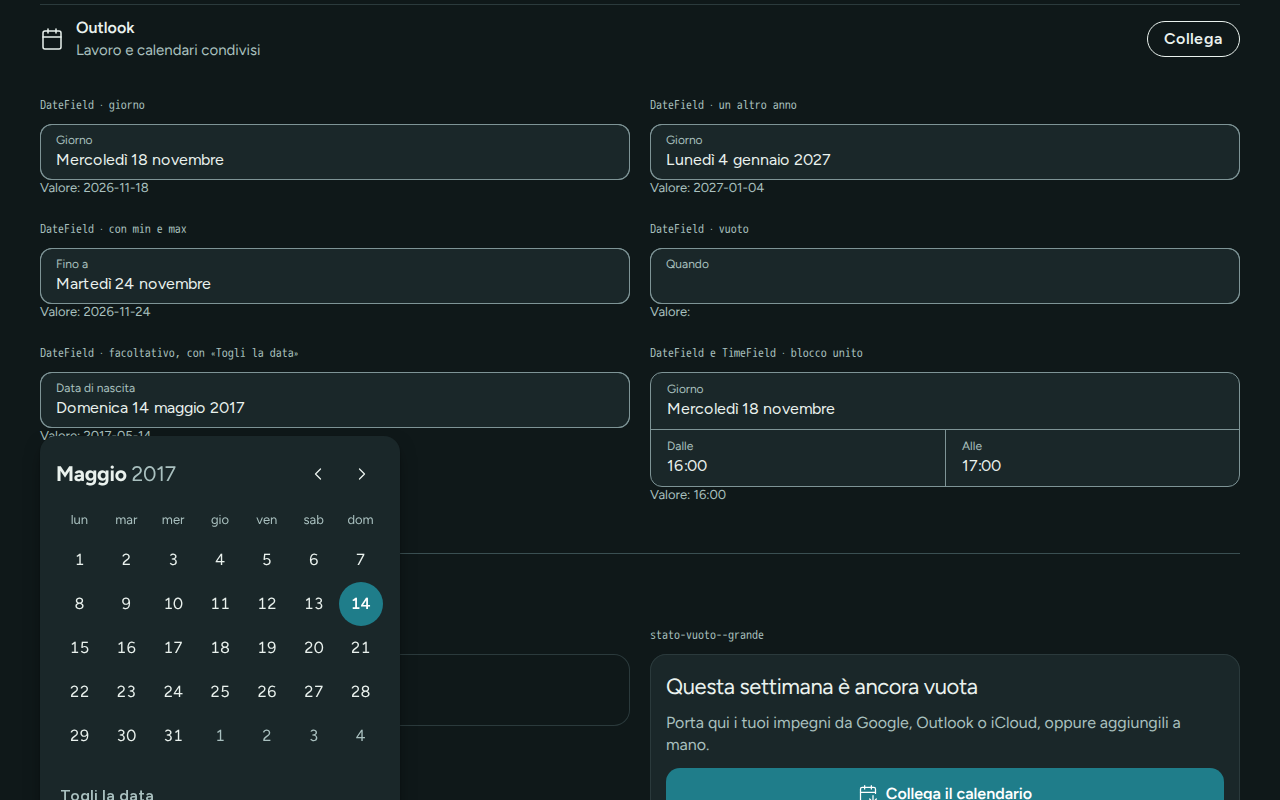 Outlook
Lavoro e calendari condivisi
Collega
DateField · giorno
DateField · un altro anno
Giorno
Mercoledì 18 novembre
Valore: 2026-11-18
Giorno
Lunedì 4 gennaio 2027
Valore: 2027-01-04
DateField · con min e max
DateField · vuoto
Fino a
Martedì 24 novembre
Valore: 2026-11-24
Quando
Valore:
DateField · facoltativo, con «Togli la data»
DateField e TimeField · blocco unito
Data di nascita
Domenica 14 maggio 2017
Valore: 2017-05-14
Giorno
Mercoledì 18 novembre
Dalle
16:00
Alle
17:00
Valore: 16:00
Maggio 2017
lun mar mer gio ven sab dom
1 2 3 4 5 6 7
8 9 10 11 12 13 14
15 16 17 18 19 20 21
22 23 24 25 26 27 28
29 30 31 1 2 3 4
Togli la data
stato-vuoto--grande
Questa settimana è ancora vuota
Porta qui i tuoi impegni da Google, Outlook o iCloud, oppure aggiungili a
mano.
Collega il calendario